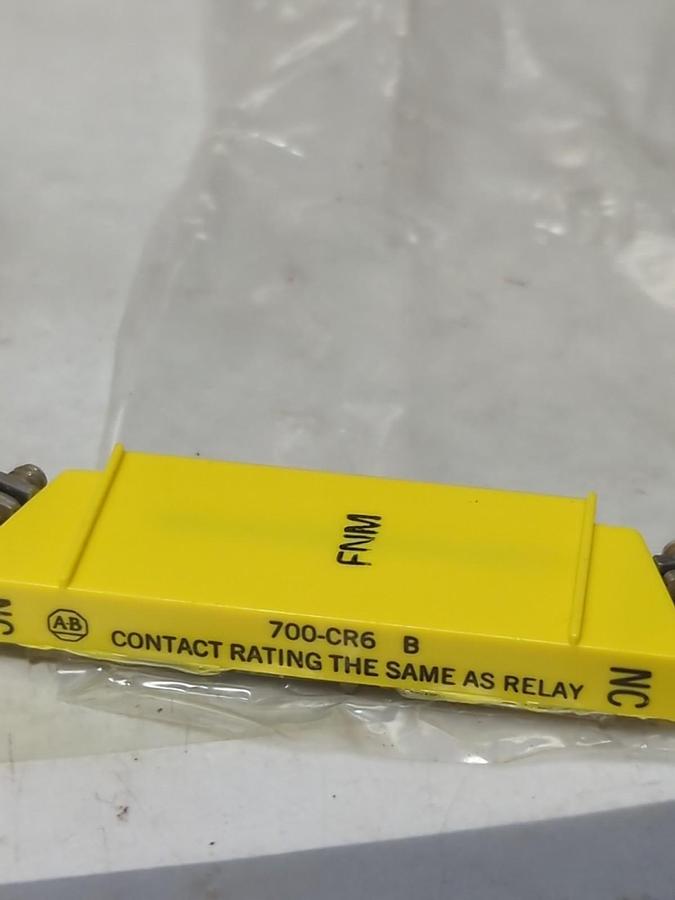 FNM
NC
A-B
700-CR6 B
CONTACT RATING THE SAME AS RELAY
NC